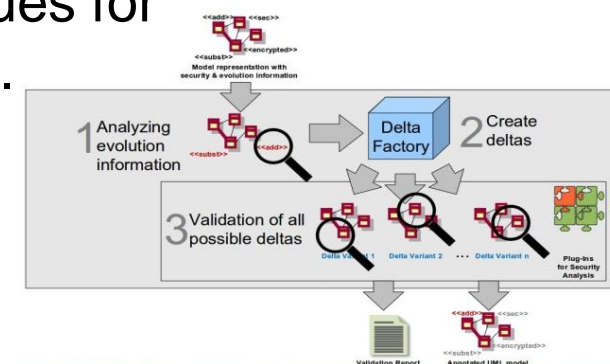 ues for
.
<<add>> <<sec>>
<<subst>> <<encrypted>>
Model representation with
security & evolution information
1 Analyzing
evolution
information
<<subst>> <<add>>
Delta
Factory
2 Create
deltas
3 Validation of all
possible deltas
Delta Variant 1 Delta Variant 2 ... Delta Variant n
Plug-Ins
for Security
Analysis
<<add>> <<sec>>
<<encrypted>>
<<subst>>
Validation Report Annotated UML model